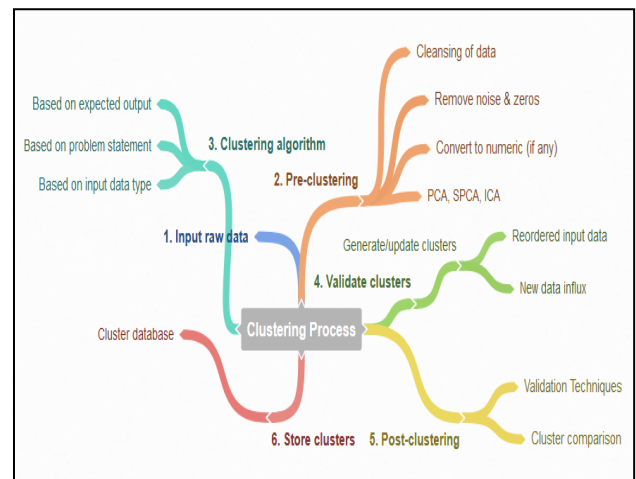 Cleansing of data
Based on expected output
Remove noise & zeros
3. Clustering algorithm
Based on problem statement
Convert to numeric (if any)
2. Pre-clustering
Based on input data type
PCA, SPCA, ICA
1. Input raw data
Generate/update clusters
Reordered input data
4. Validate clusters
New data influx
Clustering Process
Cluster database
Validation Techniques
6. Store clusters
5. Post-clustering
Cluster comparison